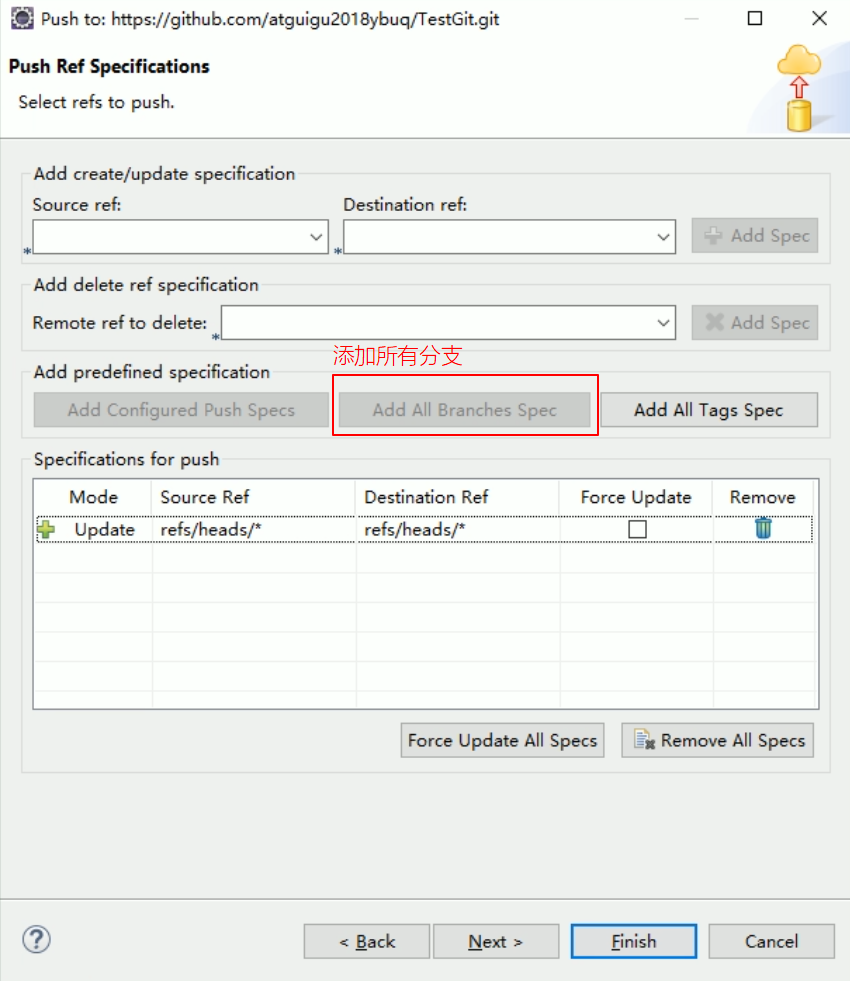 Push to: https://github.com/atguigu2018ybuq/TestGit.git
Push Ref Specifications
Select refs to push.
Add create/update specification
Source ref: Destination ref:
* * Add Spec
Add delete ref specification
Remote ref to delete: * Add Spec
添加所有分支
Add predefined specification
Add Configured Push Specs Add All Branches Spec Add All Tags Spec
Specifications for push
Mode Source Ref Destination Ref Force Update Remove
Update refs/heads/* refs/heads/*
Force Update All Specs Remove All Specs
? < Back Next > Finish Cancel